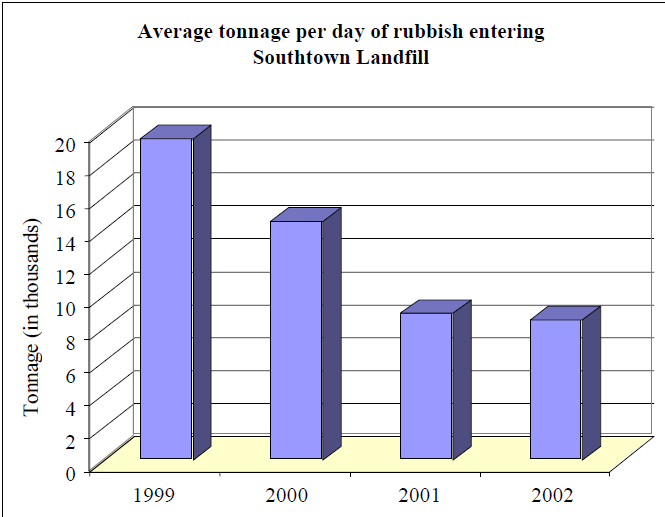 Average tonnage per day of rubbish entering
Southtown Landfill
Tonnage (in thousands)
20
18
16
14
12
10
8
6
4
2
0
1999 2000 2001 2002